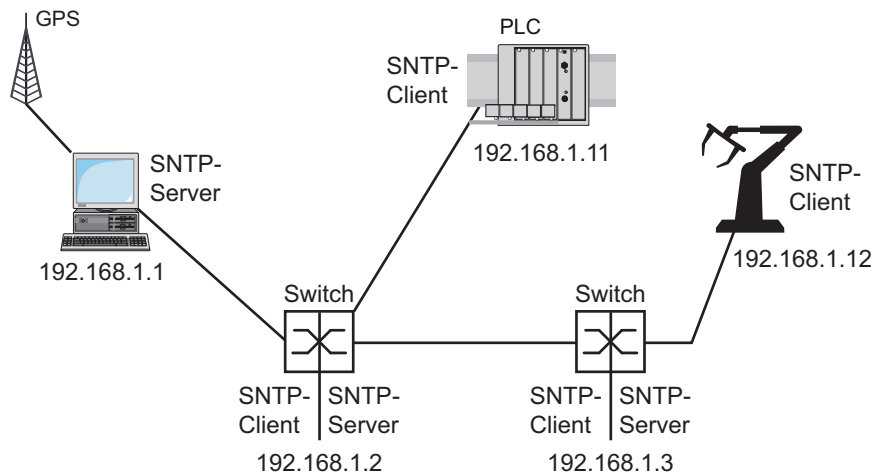 GPS
PLC
SNTP-
Client
192.168.1.11
SNTP-
Server
192.168.1.1
SNTP-
Client
192.168.1.12
Switch
SNTP-
Client
SNTP-
Server
192.168.1.2
Switch
SNTP-
Client
SNTP-
Server
192.168.1.3